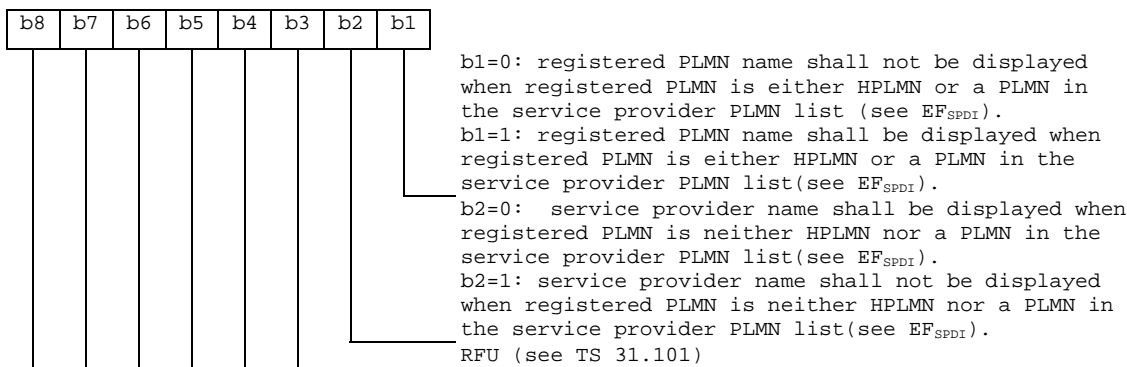 b8 b7 b6 b5 b4 b3 b2 b1
b1=0: registered PLMN name shall not be displayed
when registered PLMN is either HPLMN or a PLMN in
the service provider PLMN list (see EFSPDI).
b1=1: registered PLMN name shall be displayed when
registered PLMN is either HPLMN or a PLMN in the
service provider PLMN list(see EFSPDI).
b2=0: service provider name shall be displayed when
registered PLMN is neither HPLMN nor a PLMN in the
service provider PLMN list(see EFSPDI).
b2=1: service provider name shall not be displayed
when registered PLMN is neither HPLMN nor a PLMN in
the service provider PLMN list(see EFSPDI).
RFU (see TS 31.101)